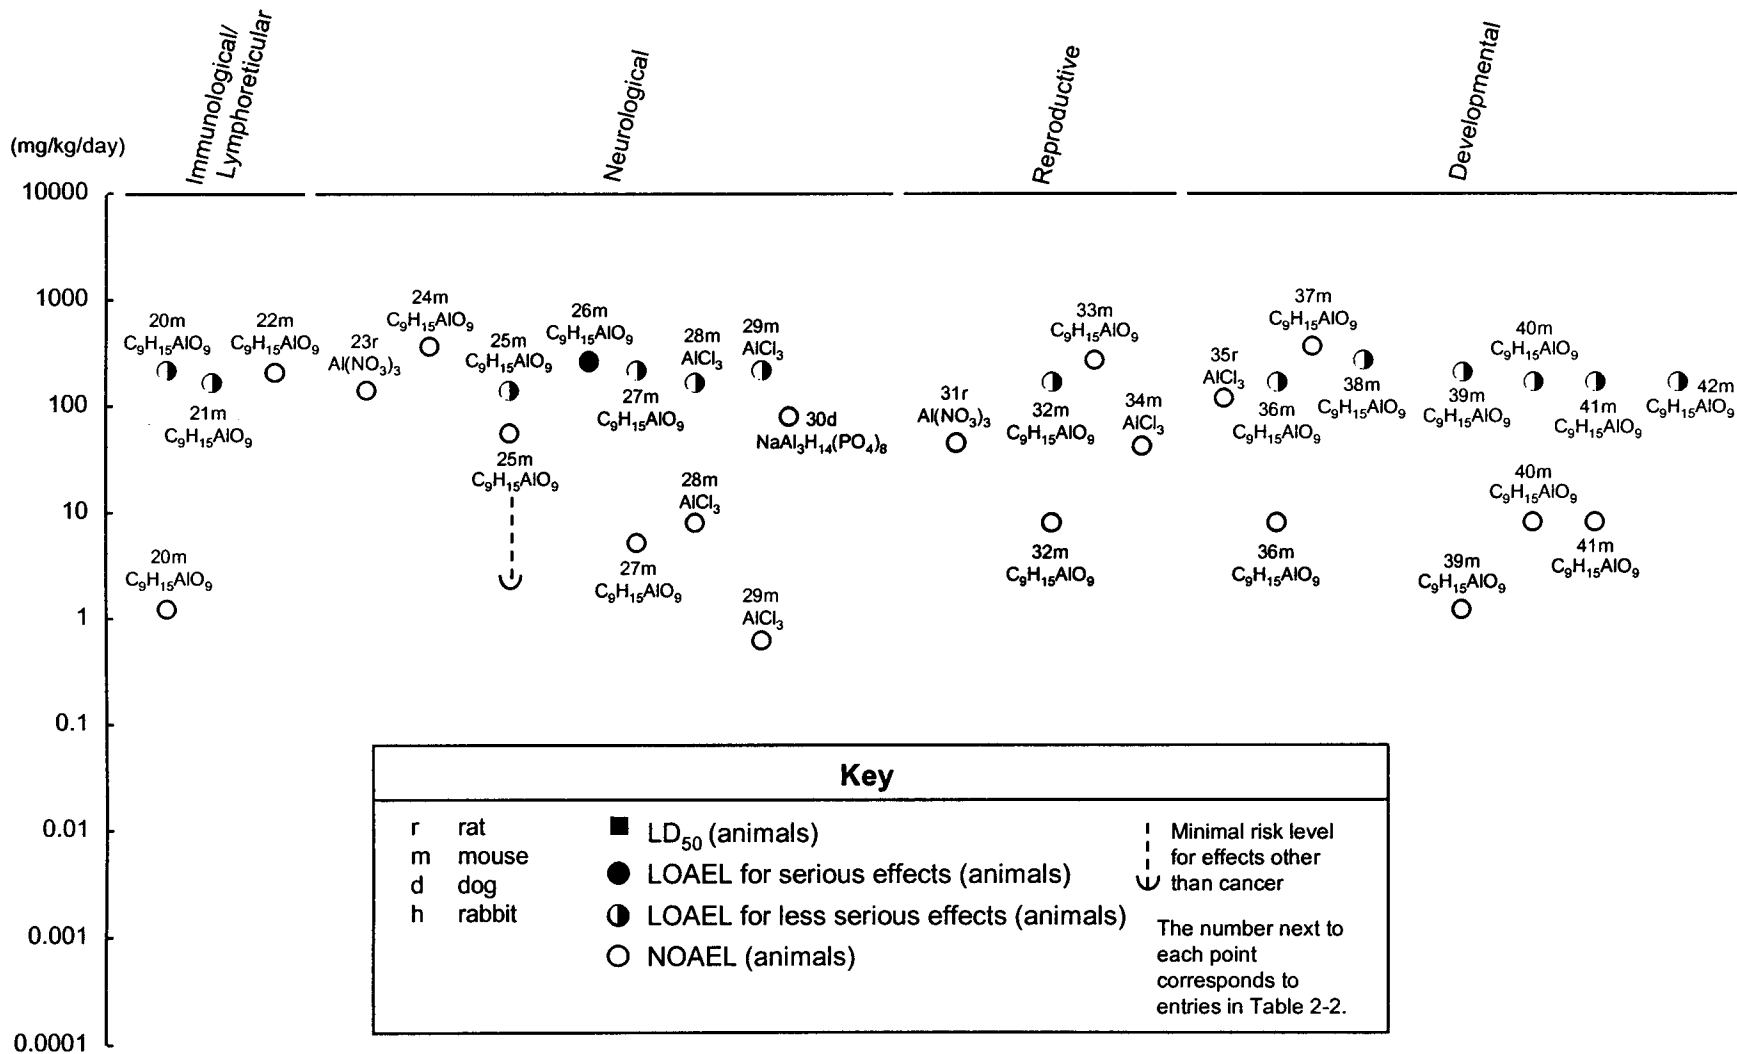 Immunological/
Lymphoreticular
Neurological
Reproductive
Developmental
(mg/kg/day)
10000
1000
100
10
1
0.1
0.01
0.001
0.0001
20m
C₉H₁₅AlO₉
21m
C₉H₁₅AlO₉
22m
C₉H₁₅AlO₉
20m
C₉H₁₅AlO₉
23r
Al(NO₃)₃
24m
C₉H₁₅AlO₉
25m
C₉H₁₅AlO₉
25m
C₉H₁₅AlO₉
26m
C₉H₁₅AlO₉
27m
C₉H₁₅AlO₉
27m
C₉H₁₅AlO₉
28m
AlCl₃
28m
AlCl₃
29m
AlCl₃
29m
AlCl₃
30d
NaAl₃H₁₄(PO₄)₈
31r
Al(NO₃)₃
32m
C₉H₁₅AlO₉
32m
C₉H₁₅AlO₉
33m
C₉H₁₅AlO₉
34m
AlCl₃
35r
AlCl₃
36m
C₉H₁₅AlO₉
36m
C₉H₁₅AlO₉
37m
C₉H₁₅AlO₉
38m
C₉H₁₅AlO₉
39m
C₉H₁₅AlO₉
39m
C₉H₁₅AlO₉
40m
C₉H₁₅AlO₉
40m
C₉H₁₅AlO₉
41m
C₉H₁₅AlO₉
41m
C₉H₁₅AlO₉
42m
C₉H₁₅AlO₉
Key
r rat
m mouse
d dog
h rabbit
LD₅₀ (animals)
LOAEL for serious effects (animals)
LOAEL for less serious effects (animals)
NOAEL (animals)
Minimal risk level
for effects other
than cancer
The number next to
each point
corresponds to
entries in Table 2-2.